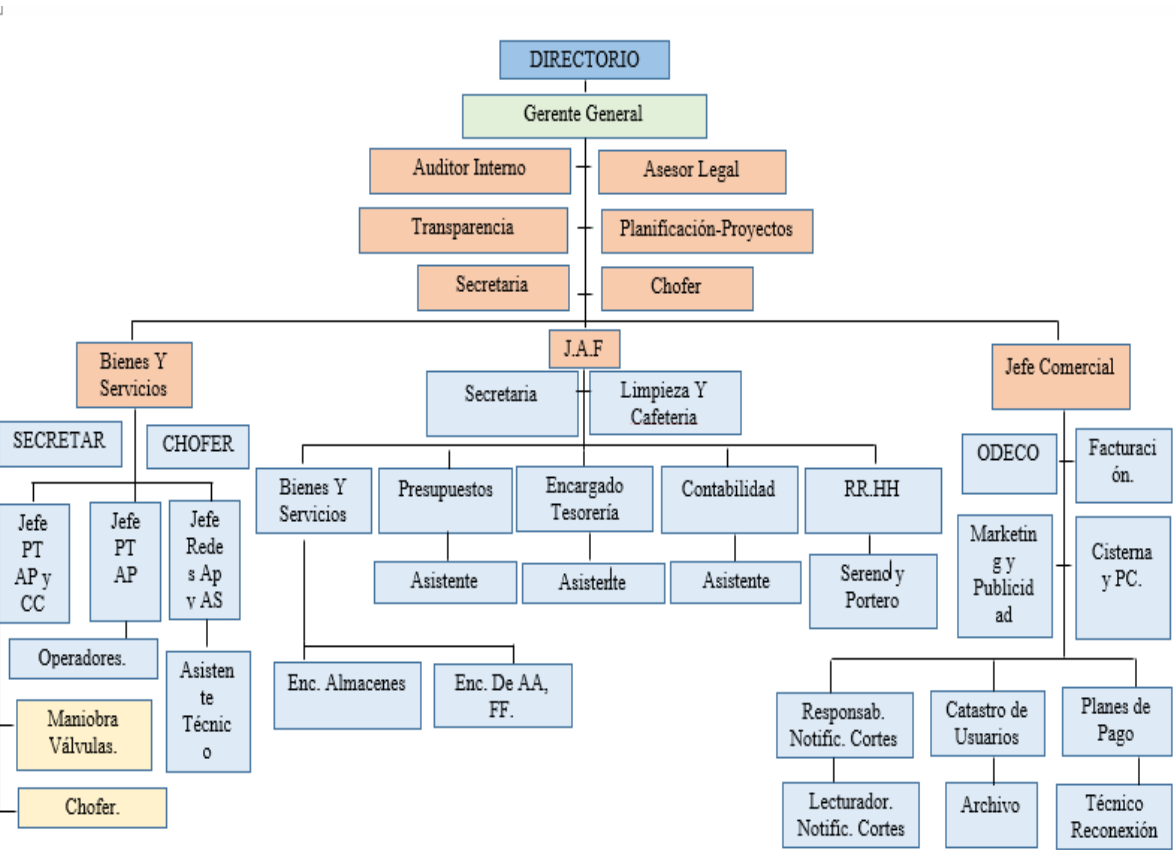 DIRECTORIO
Gerente General
Auditor Interno
Asesor Legal
Transparencia
Planificación-Proyectos
Secretaria
Chofer
Bienes Y
Servicios
J.A.F
Jefe Comercial
Secretaria
Limpieza Y
Cafeteria
SECRETAR
CHOFER
ODECO
Facturaci
ón.
Bienes Y
Servicios
Presupuestos
Encargado
Tesorería
Contabilidad
RR.HH
Jefe
PT
AP y
CC
Jefe
PT
AP
Jefe
Rede
s Ap
y AS
Marketin
g y
Publicid
ad
Cisterna
y PC.
Asistente
Asistente
Asistente
Sereno y
Portero
Operadores.
Asisten
te
Técnic
o
Enc. Almacenes
Enc. De AA,
FF.
Maniobra
Válvulas.
Chofer.
Responsab.
Notific. Cortes
Catastro de
Usuarios
Planes de
Pago
Lecturador.
Notific. Cortes
Archivo
Técnico
Reconexión